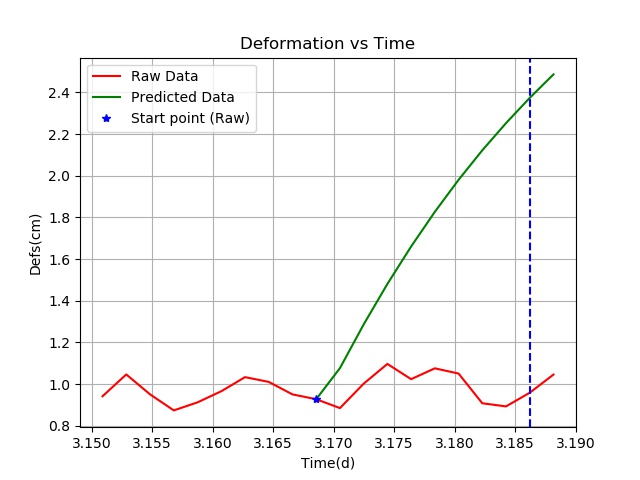 Deformation vs Time
Raw Data
Predicted Data
Start point (Raw)
Defs(cm)
2.4
2.2
2.0
1.8
1.6
1.4
1.2
1.0
0.8
3.150 3.155 3.160 3.165 3.170 3.175 3.180 3.185 3.190
Time(d)